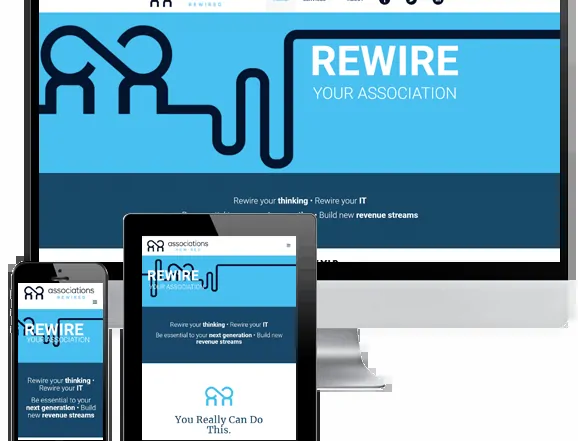 REWIRED
REWIRE
YOUR ASSOCIATION
Rewire your thinking • Rewire your IT
• Build new revenue streams
associations
REWIRED
REWIRE
YOUR ASSOCIATION
Rewire your thinking • Rewire your IT
Be essential to your next generation • Build new
revenue streams
You Really Can Do
This.
associations
REWIRED
REWIRE
YOUR ASSOCIATION
Rewire your thinking •
Rewire your IT
Be essential to your
next generation • Build
new revenue streams